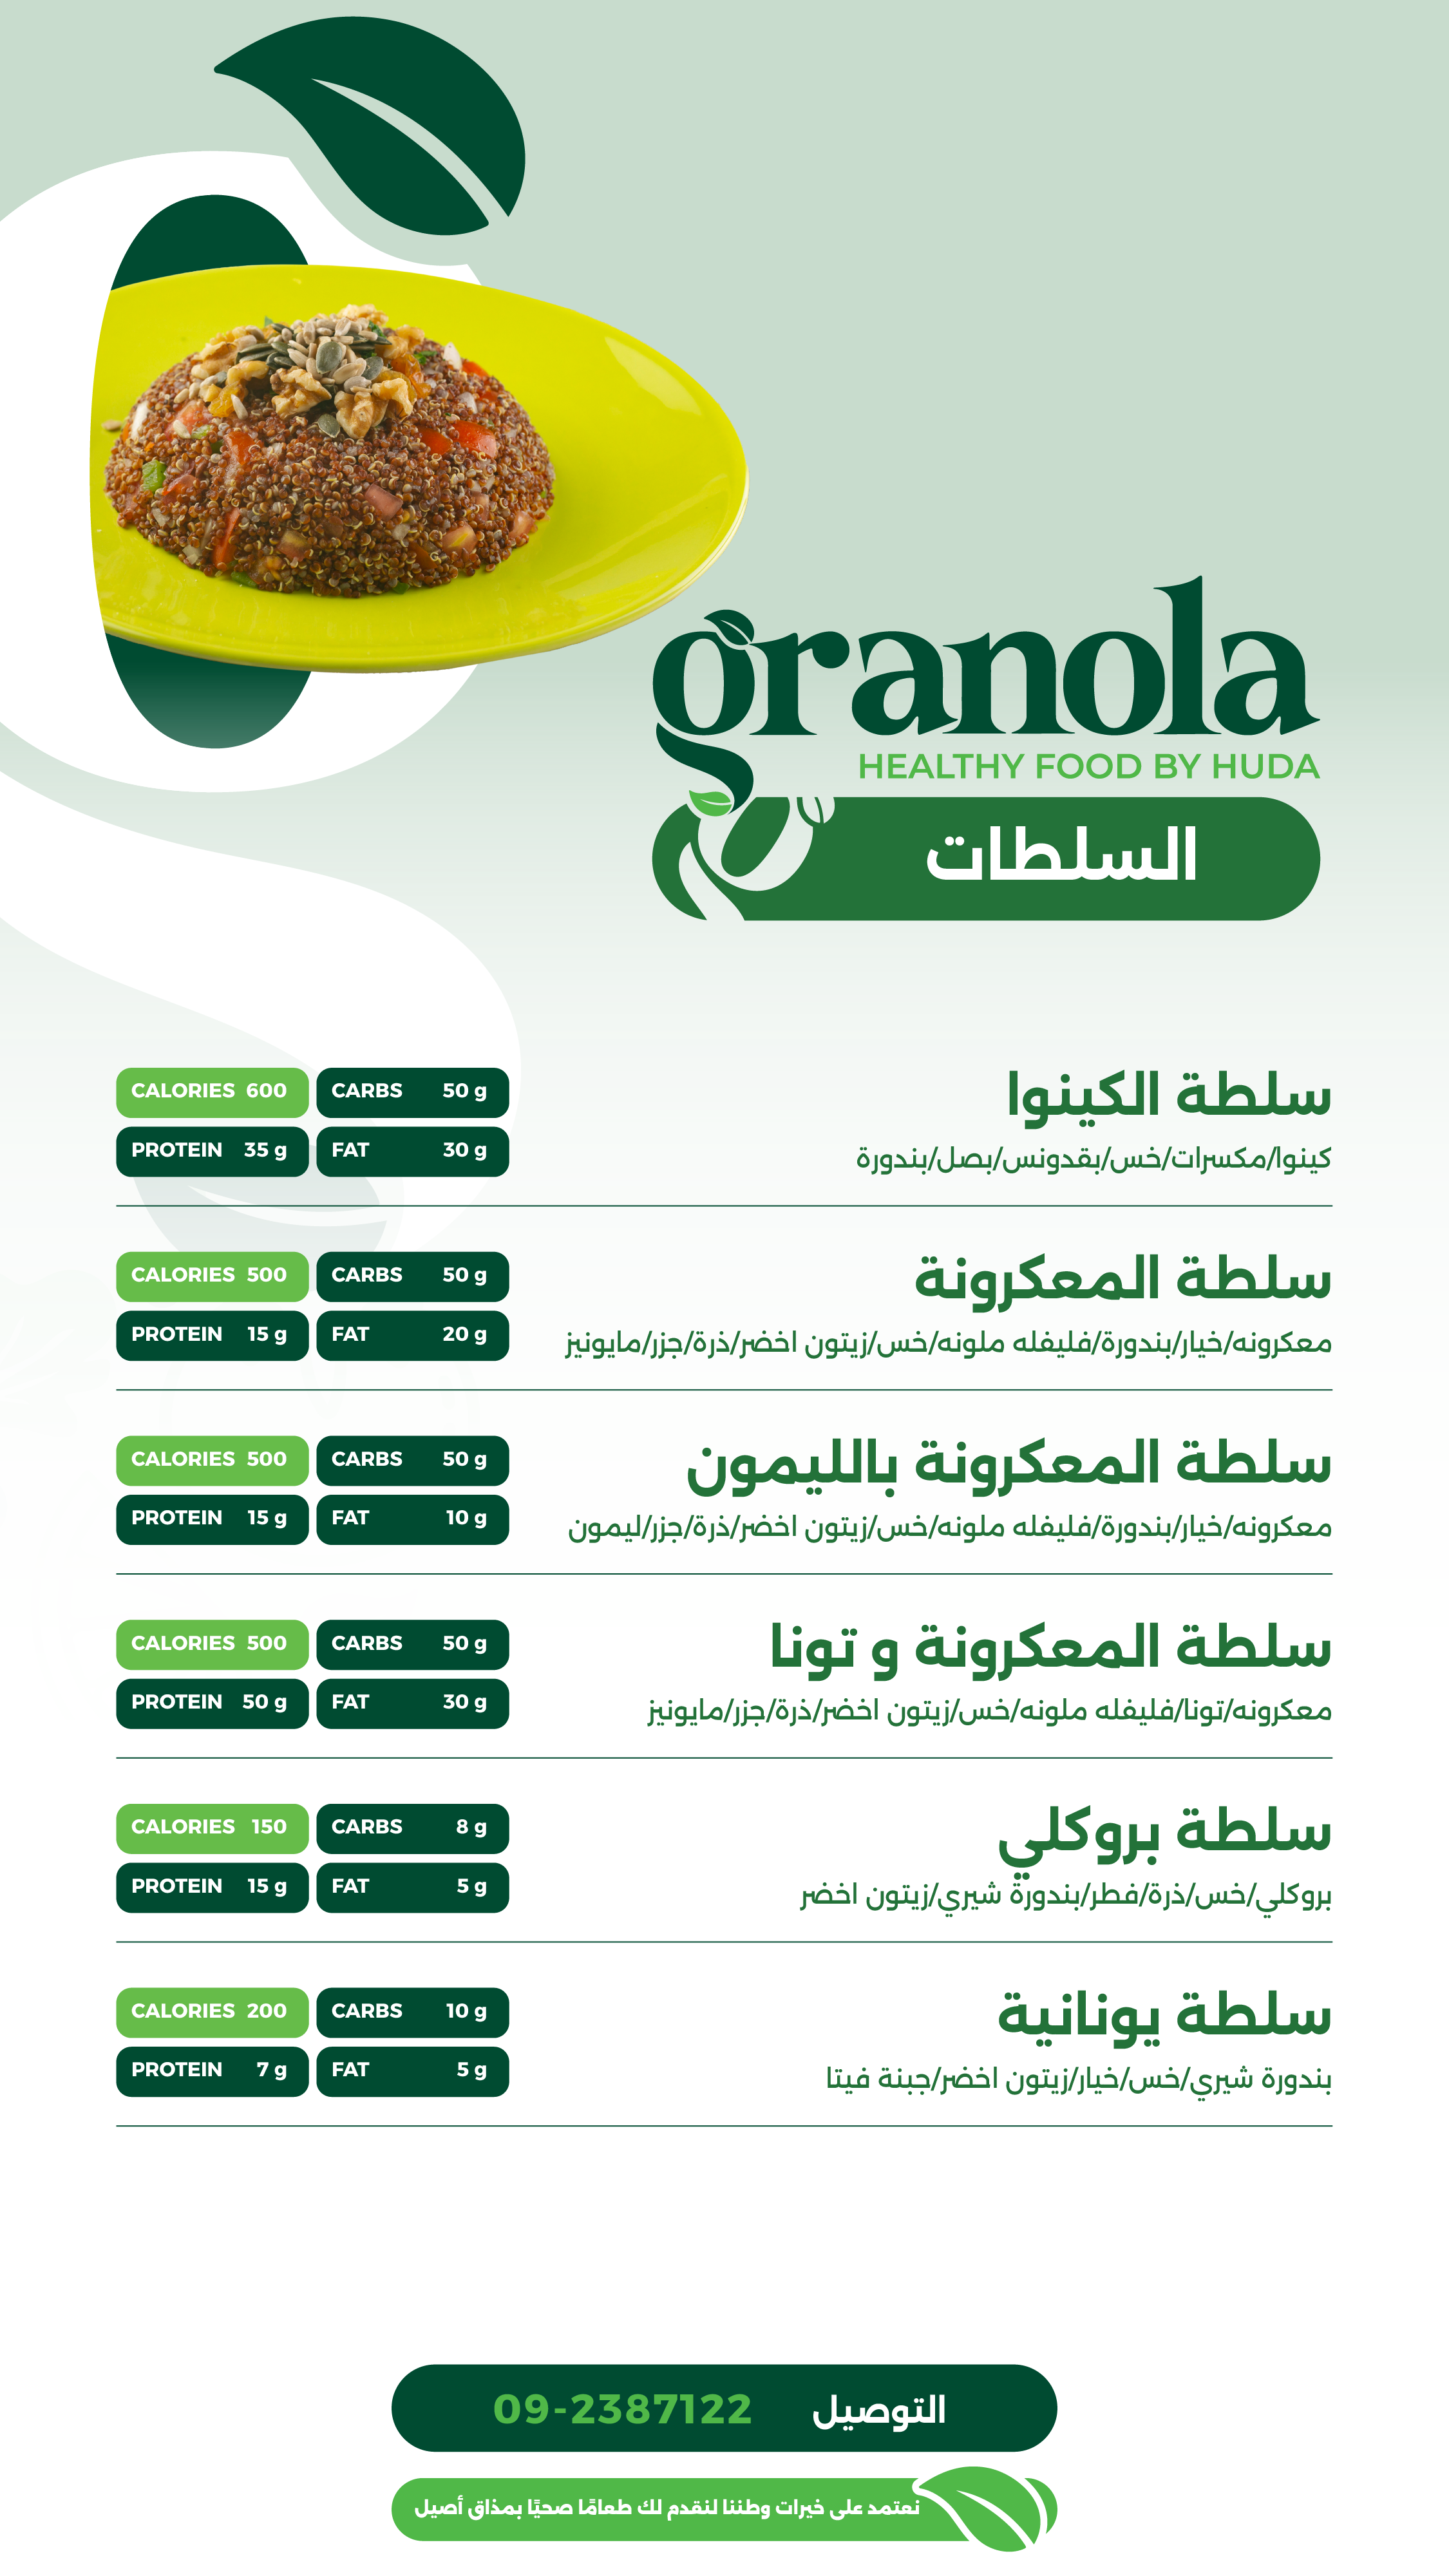 granola
HEALTHY FOOD BY HUDA
السلطات
سلطة الكينوا
كينوا/مكسرات/خس/بقدونس/بصل/بندورة
CALORIES 600 CARBS 50 g
PROTEIN 35 g FAT 30 g
سلطة المعكرونة
معكرونه/خيار/بندورة/فليفله ملونه/خس/زيتون اخضر/ذرة/جزر/مايونيز
CALORIES 500 CARBS 50 g
PROTEIN 15 g FAT 20 g
سلطة المعكرونة بالليمون
معكرونه/خيار/بندورة/فليفله ملونه/خس/زيتون اخضر/ذرة/جزر/ليمون
CALORIES 500 CARBS 50 g
PROTEIN 15 g FAT 10 g
سلطة المعكرونة و تونا
معكرونه/تونا/فليفله ملونه/خس/زيتون اخضر/ذرة/جزر/مايونيز
CALORIES 500 CARBS 50 g
PROTEIN 50 g FAT 30 g
سلطة بروكلي
بروكلي/خس/ذرة/فطر/بندورة شيري/زيتون اخضر
CALORIES 150 CARBS 8 g
PROTEIN 15 g FAT 5 g
سلطة يونانية
بندورة شيري/خس/خيار/زيتون اخضر/جبنة فيتا
CALORIES 200 CARBS 10 g
PROTEIN 7 g FAT 5 g
التوصيل 09-2387122
نعتمد على خيرات وطننا لنقدم لك طعامًا صحيًا بمذاق أصيل